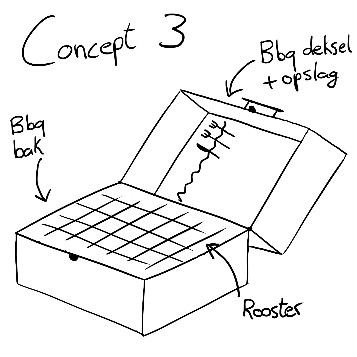 Concept 3
Bbq deksel
+ opslag
Bbq
bak
Rooster